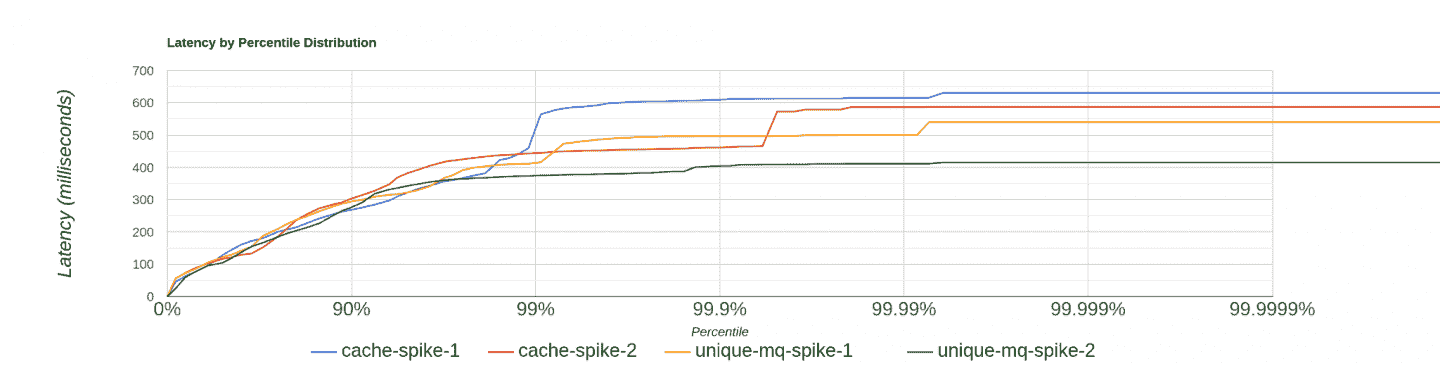 Latency by Percentile Distribution
Latency (milliseconds)
700
600
500
400
300
200
100
0
0% 90% 99% 99.9% 99.99% 99.999% 99.9999%
Percentile
cache-spike-1 cache-spike-2 unique-mq-spike-1 unique-mq-spike-2